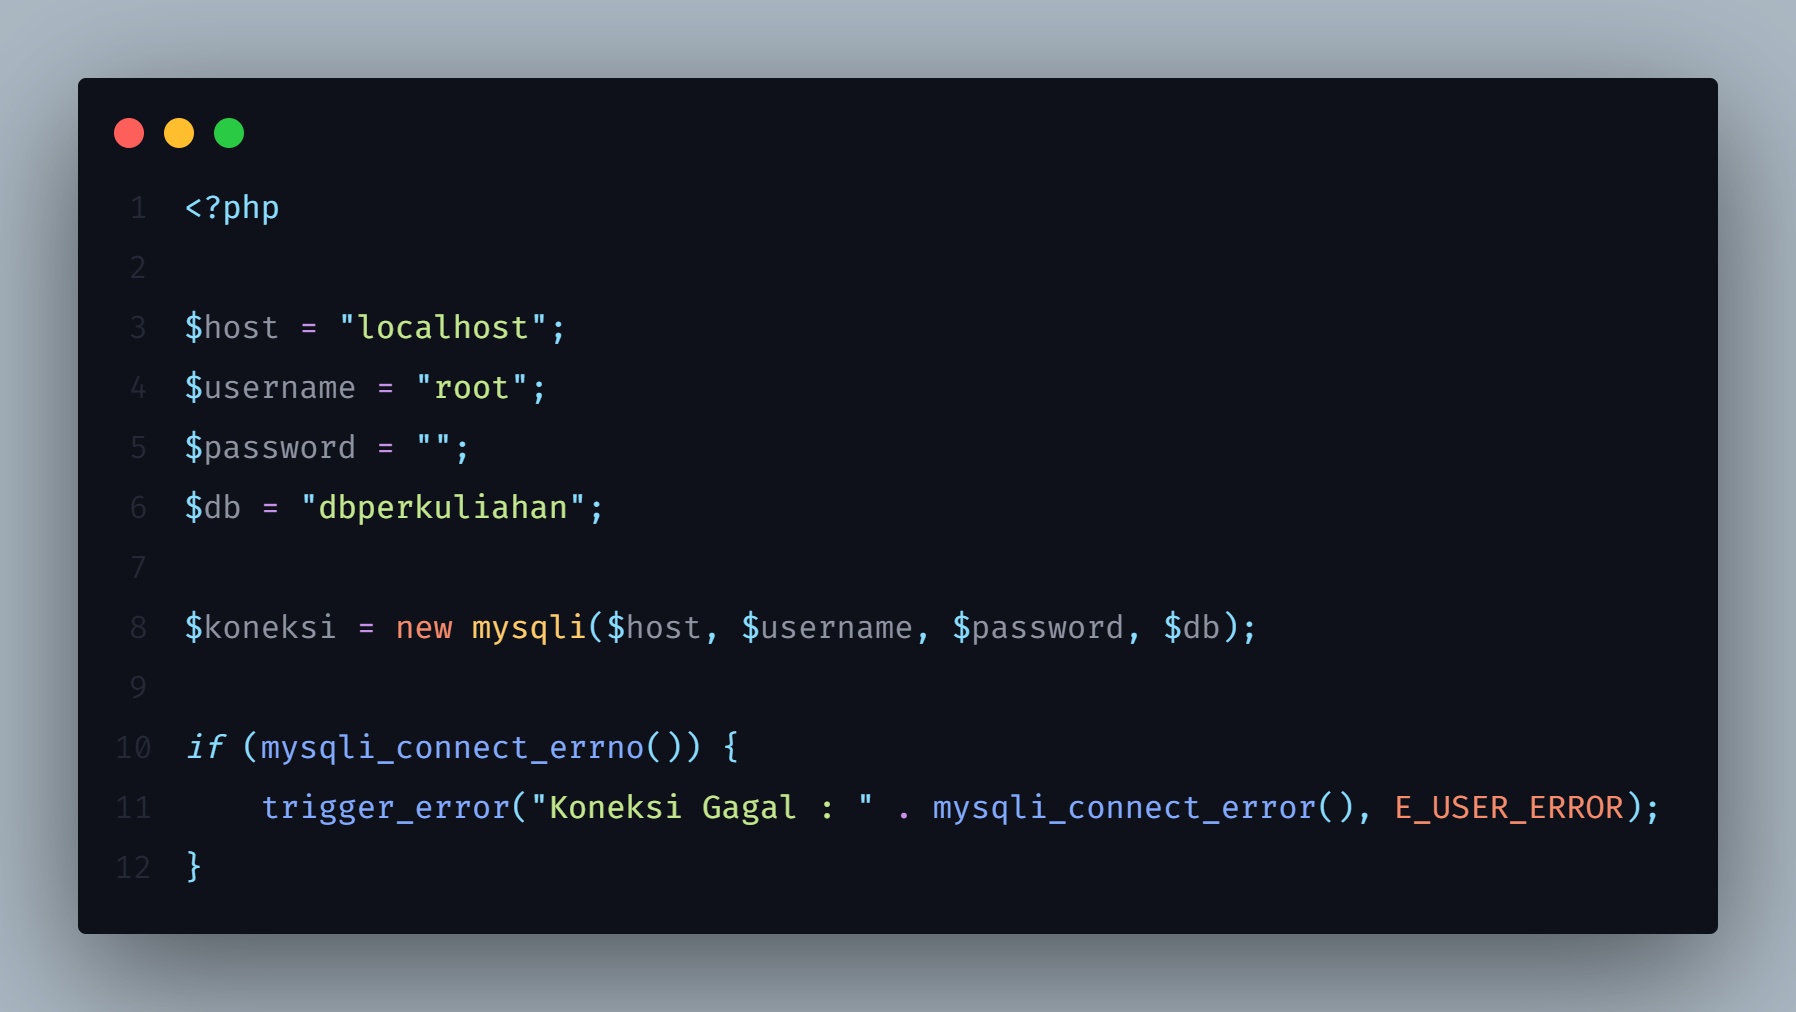 1 <?php
2
3 $host = "localhost";
4 $username = "root";
5 $password = "";
6 $db = "dbperkuliahan";
7
8 $koneksi = new mysqli($host, $username, $password, $db);
9
10 if (mysqli_connect_errno()) {
11     trigger_error("Koneksi Gagal : " . mysqli_connect_error(), E_USER_ERROR);
12 }